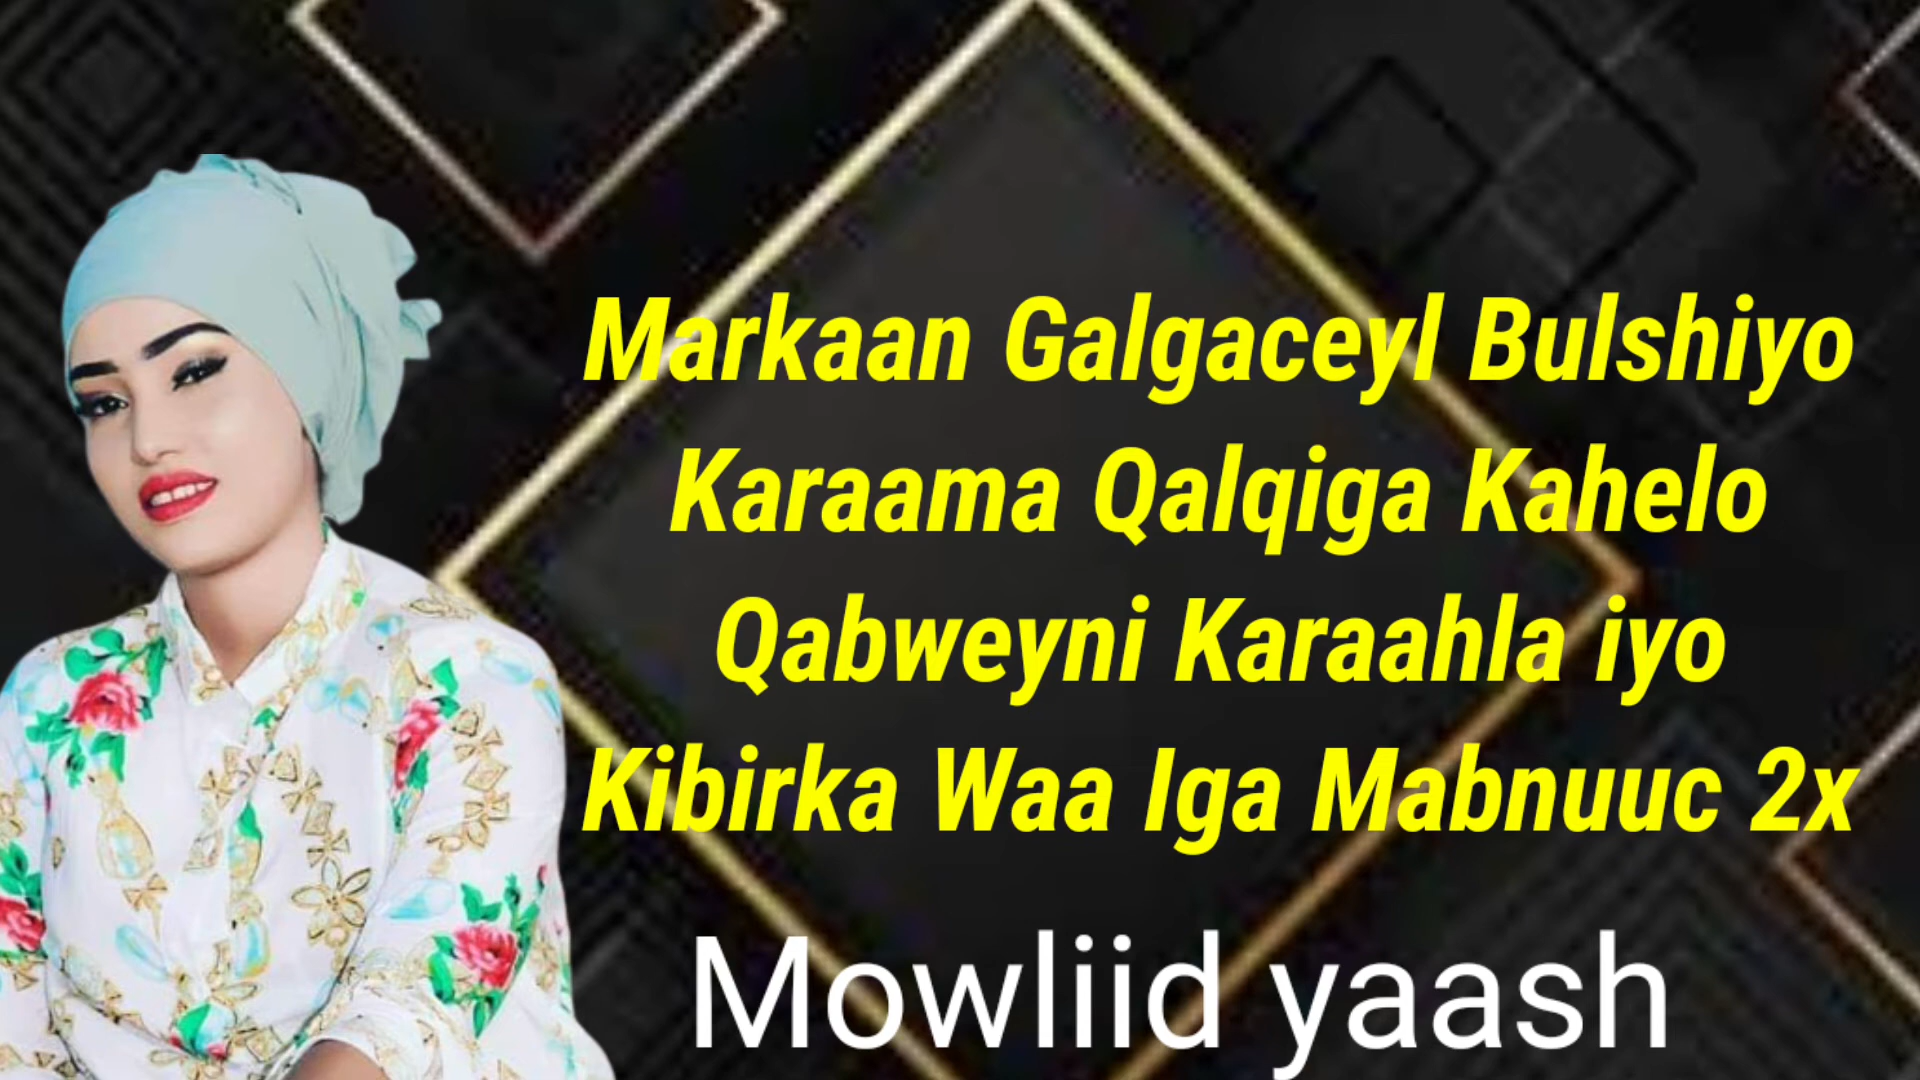 Markaan Galgaceyl Bulshiyo
Karaama Qalqiga Kahelo
Qabweyni Karaahla iyo
Kibirka Waa Iga Mabnuuc 2x
Mowliid yaash